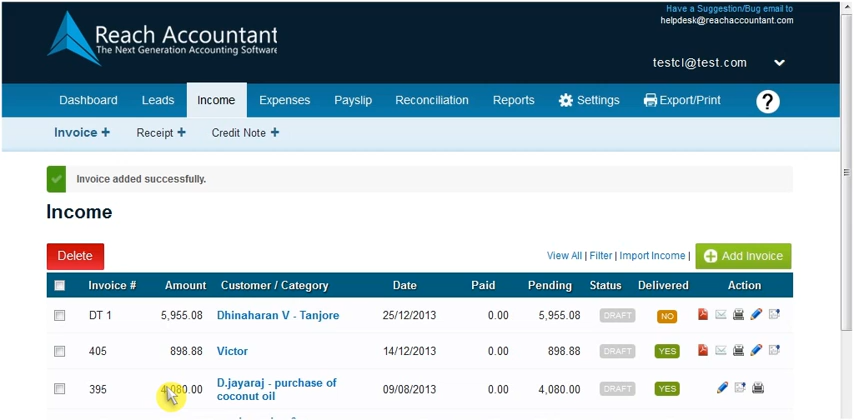 Have a Suggestion/Bug email to
helpdesk@reachaccountant.com
Reach Accountant
The Next Generation Accounting Software
testcl@test.com
Dashboard Leads Income Expenses Payslip Reconciliation Reports Settings Export/Print ?
Invoice + Receipt + Credit Note +
Invoice added successfully.
Income
Delete View All | Filter | Import Income | Add Invoice
Invoice # Amount Customer / Category Date Paid Pending Status Delivered Action
DT 1 5,955.08 Dhinaharan V - Tanjore 25/12/2013 0.00 5,955.08 DRAFT NO
405 898.88 Victor 14/12/2013 0.00 898.88 DRAFT YES
395 4,080.00 D.jayaraj - purchase of 09/08/2013 0.00 4,080.00 DRAFT YES
coconut oil